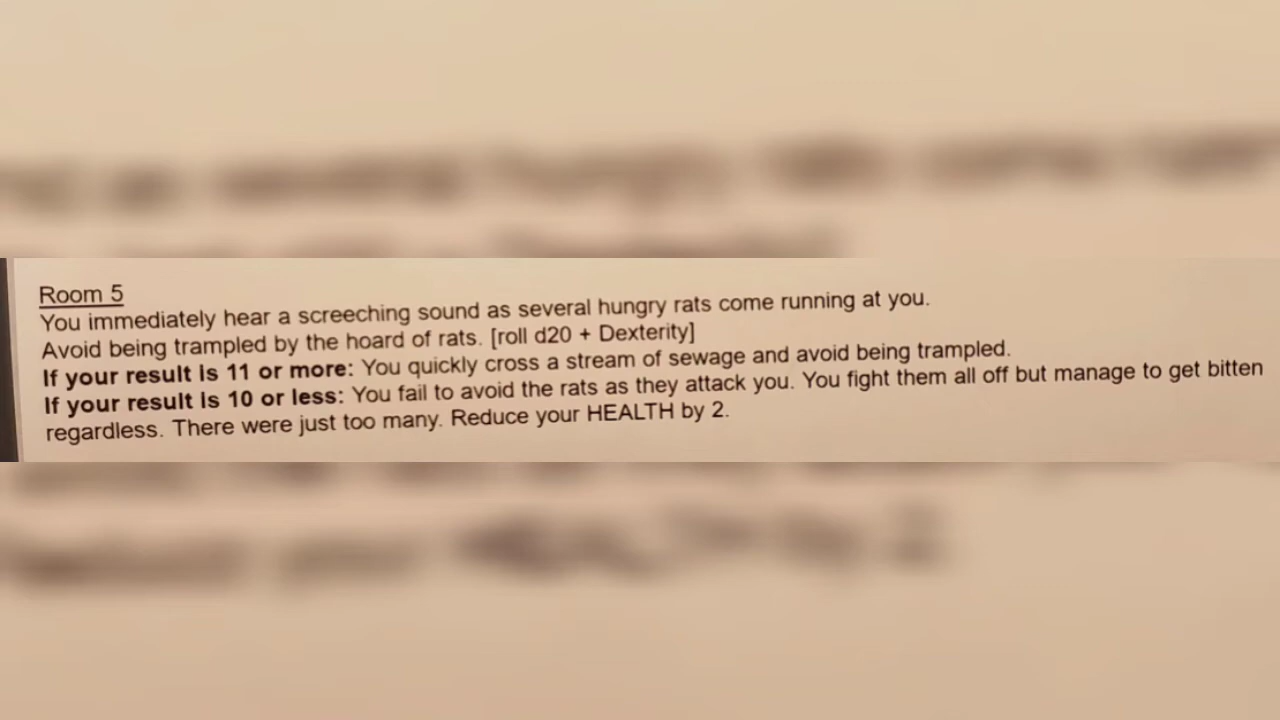 Room 5
You immediately hear a screeching sound as several hungry rats come running at you.
Avoid being trampled by the hoard of rats. [roll d20 + Dexterity]
If your result is 11 or more: You quickly cross a stream of sewage and avoid being trampled.
If your result is 10 or less: You fail to avoid the rats as they attack you. You fight them all off but manage to get bitten
regardless. There were just too many. Reduce your HEALTH by 2.